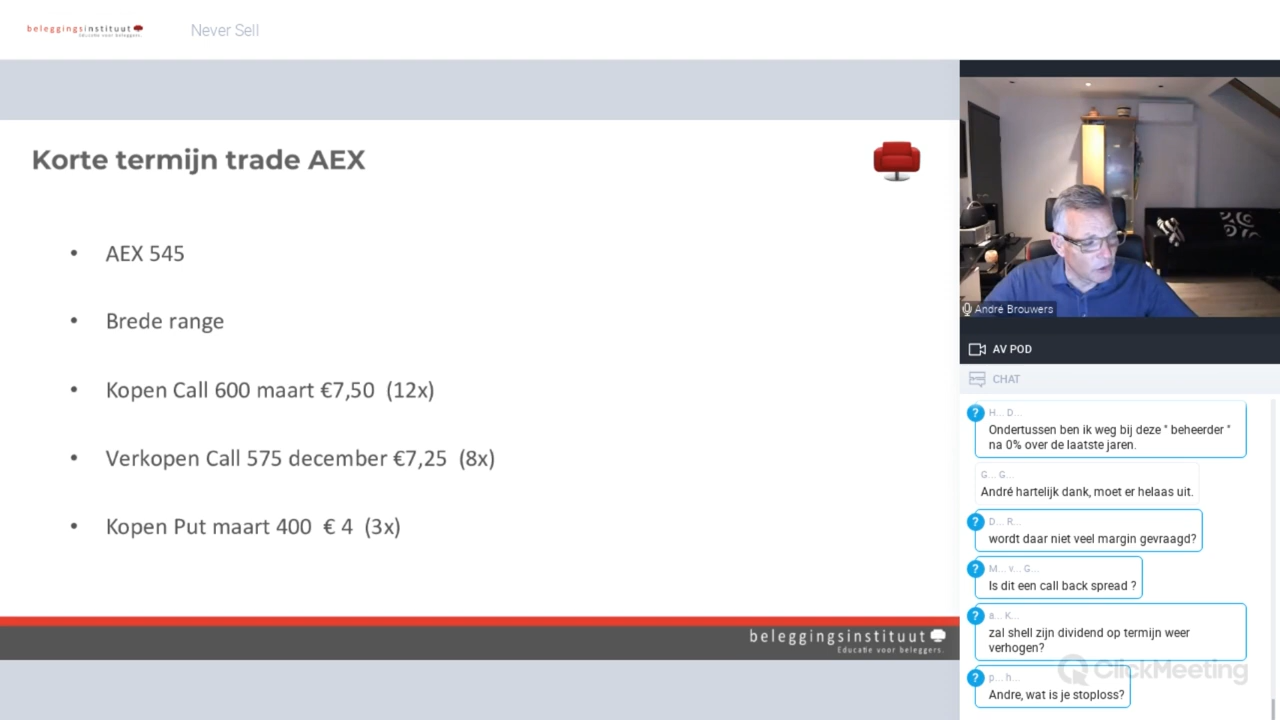 beleggingsinstituut
Educatie voor beleggers.
Never Sell
Korte termijn trade AEX
• AEX 545
• Brede range
• Kopen Call 600 maart €7,50 (12x)
• Verkopen Call 575 december €7,25 (8x)
• Kopen Put maart 400 € 4 (3x)
beleggingsinstituut
Educatie voor beleggers.
André Brouwers
AV POD
CHAT
? H... D...
Ondertussen ben ik weg bij deze " beheerder "
na 0% over de laatste jaren.
G... G...
André hartelijk dank, moet er helaas uit.
? D... R...
wordt daar niet veel margin gevraagd?
? M... v... G...
Is dit een call back spread ?
? a... K...
zal shell zijn dividend op termijn weer
verhogen?
ClickMeeting
? p... h...
Andre, wat is je stoploss?